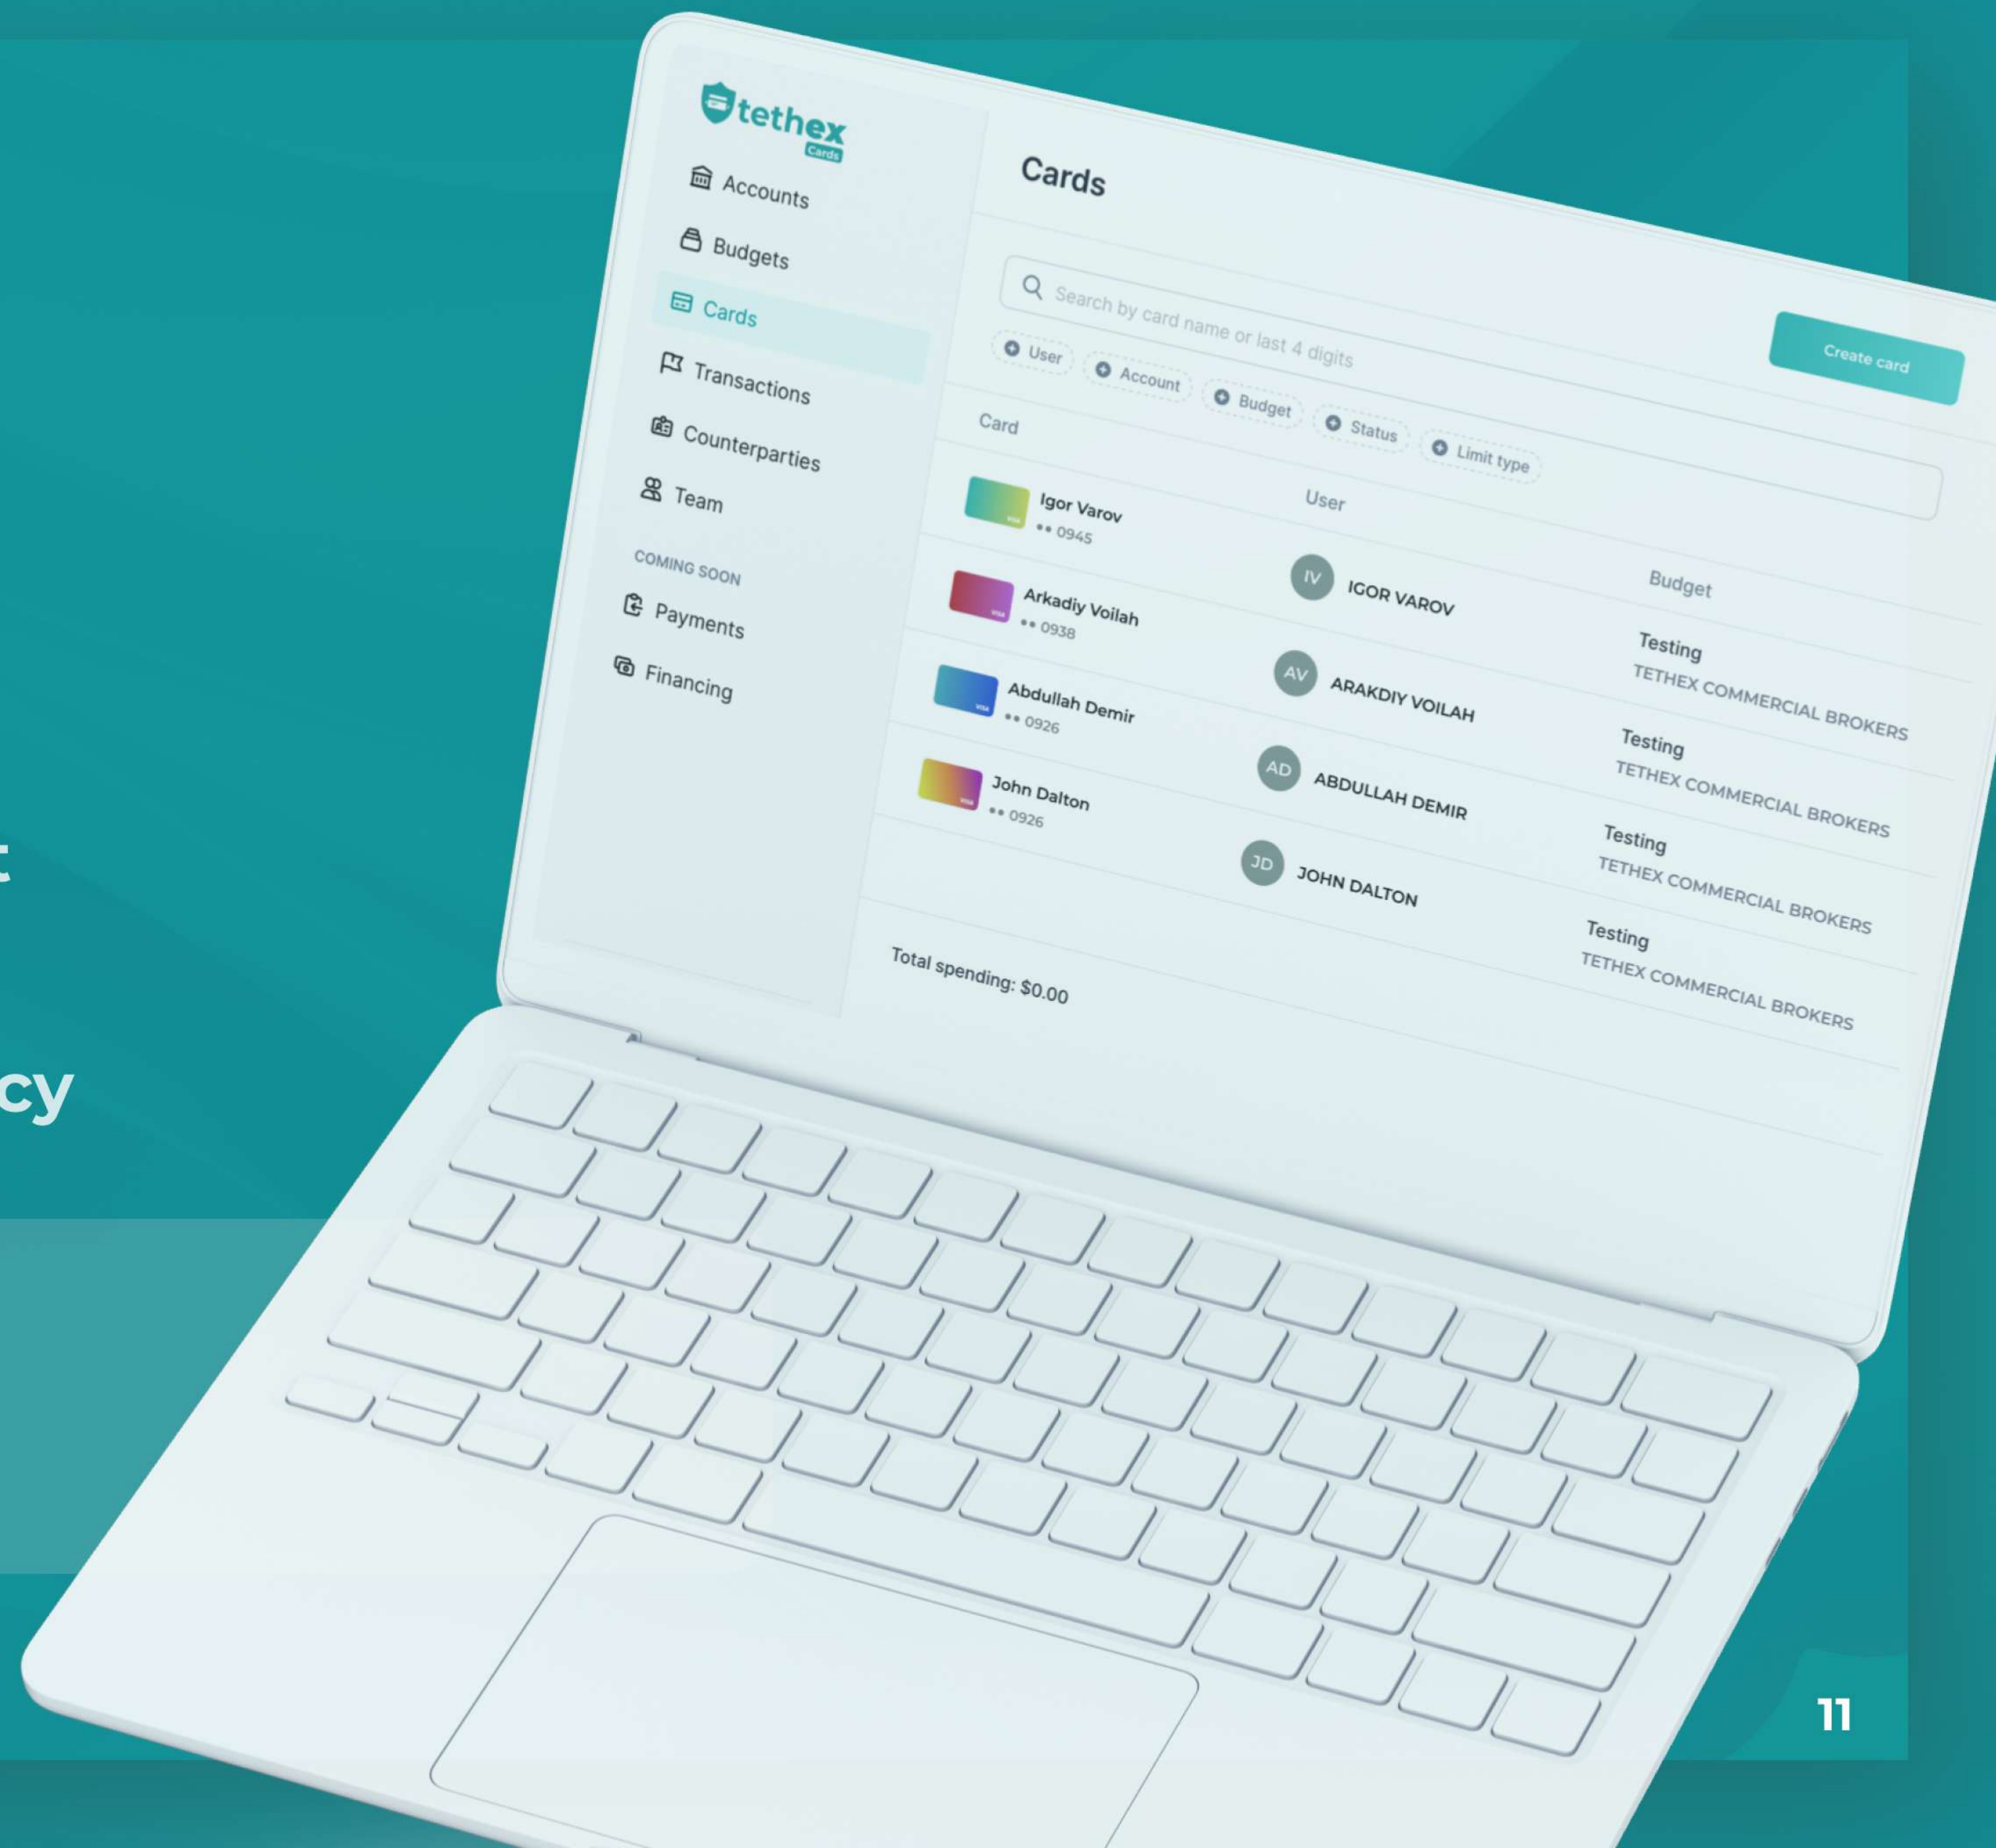 tethex
Cards
Accounts
Budgets
Cards
Transactions
Counterparties
Team
COMING SOON
Payments
Financing
Cards
Create card
Search by card name or last 4 digits
User Account Budget Status Limit type
Card User Budget
Igor Varov
•• 0945
IV IGOR VAROV
Testing
TETHEX COMMERCIAL BROKERS
Arkadiy Voilah
•• 0938
AV ARAKDIY VOILAH
Testing
TETHEX COMMERCIAL BROKERS
Abdullah Demir
•• 0926
AD ABDULLAH DEMIR
Testing
TETHEX COMMERCIAL BROKERS
John Dalton
•• 0926
JD JOHN DALTON
Testing
TETHEX COMMERCIAL BROKERS
Total spending: $0.00
t
cy
VISA
VISA
VISA
VISA
11